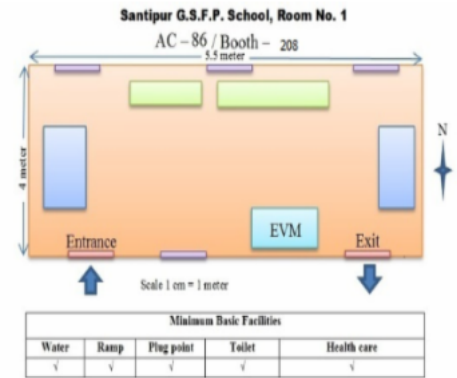 Santipur G.S.F.P. School, Room No. 1
AC - 86 / Booth - 208
5.5 meter
4 meter
N
EVM
Entrance
Exit
Scale 1 cm = 1 meter
Minimum Basic Facilities
Water Ramp Plug point Toilet Health care
√ √ √ √ √